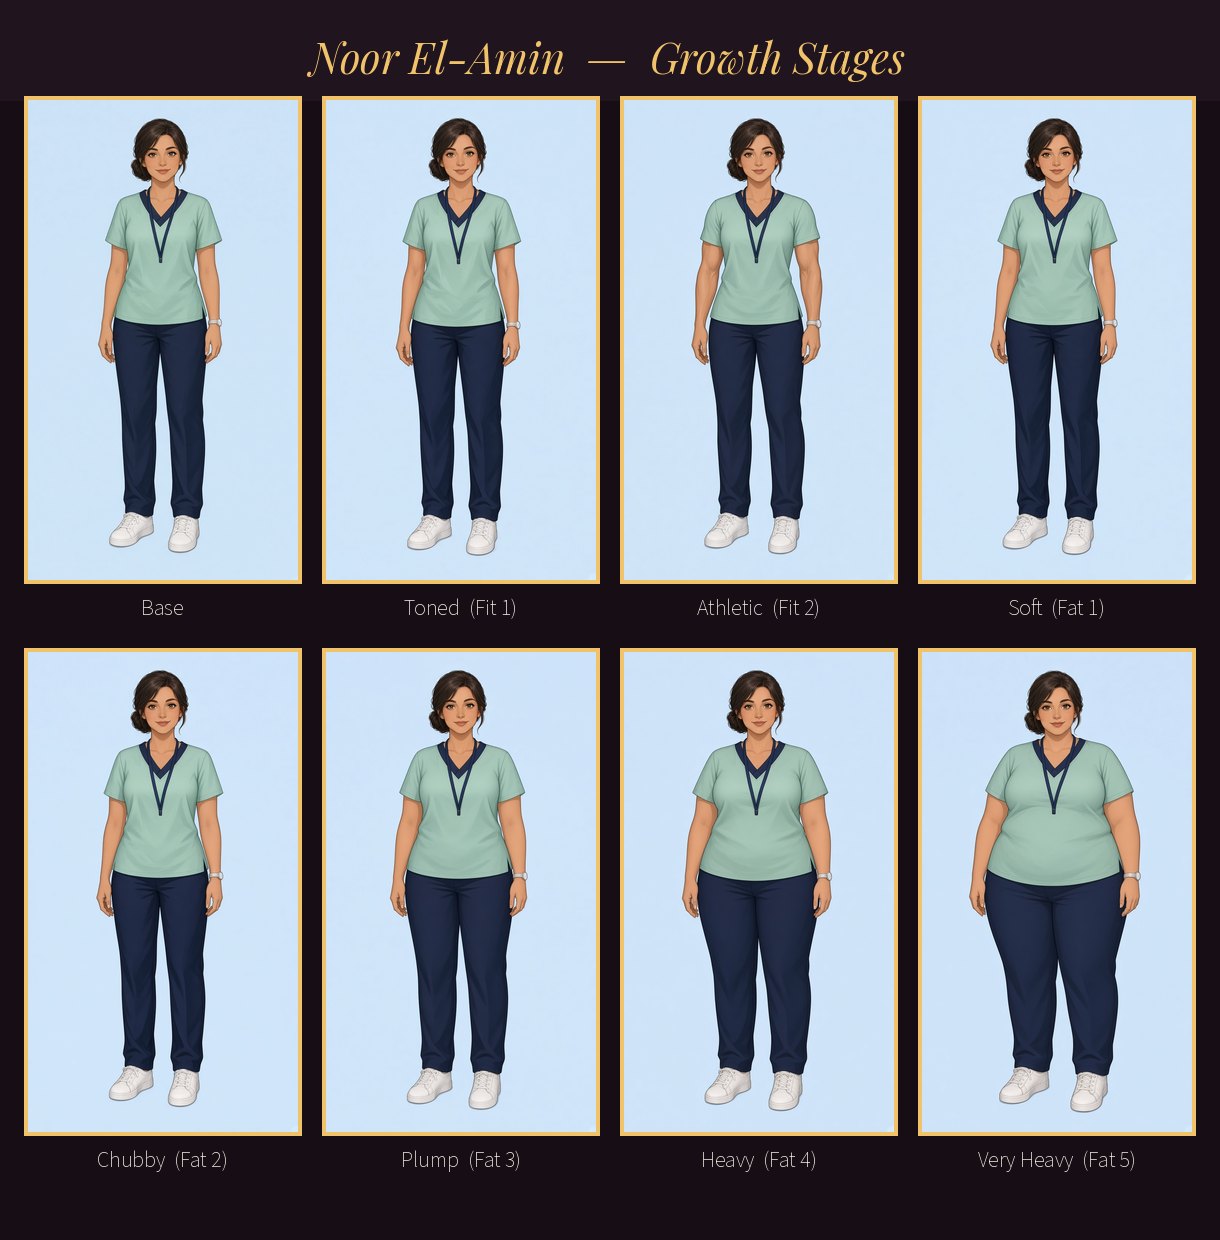 Noor El-Amin — Growth Stages
Base
Toned (Fit 1)
Athletic (Fit 2)
Soft (Fat 1)
Chubby (Fat 2)
Plump (Fat 3)
Heavy (Fat 4)
Very Heavy (Fat 5)